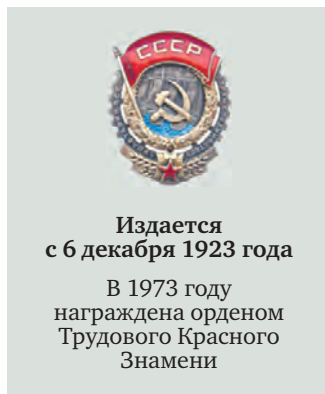 СССР
Издается
с 6 декабря 1923 года
В 1973 году
награждена орденом
Трудового Красного
Знамени